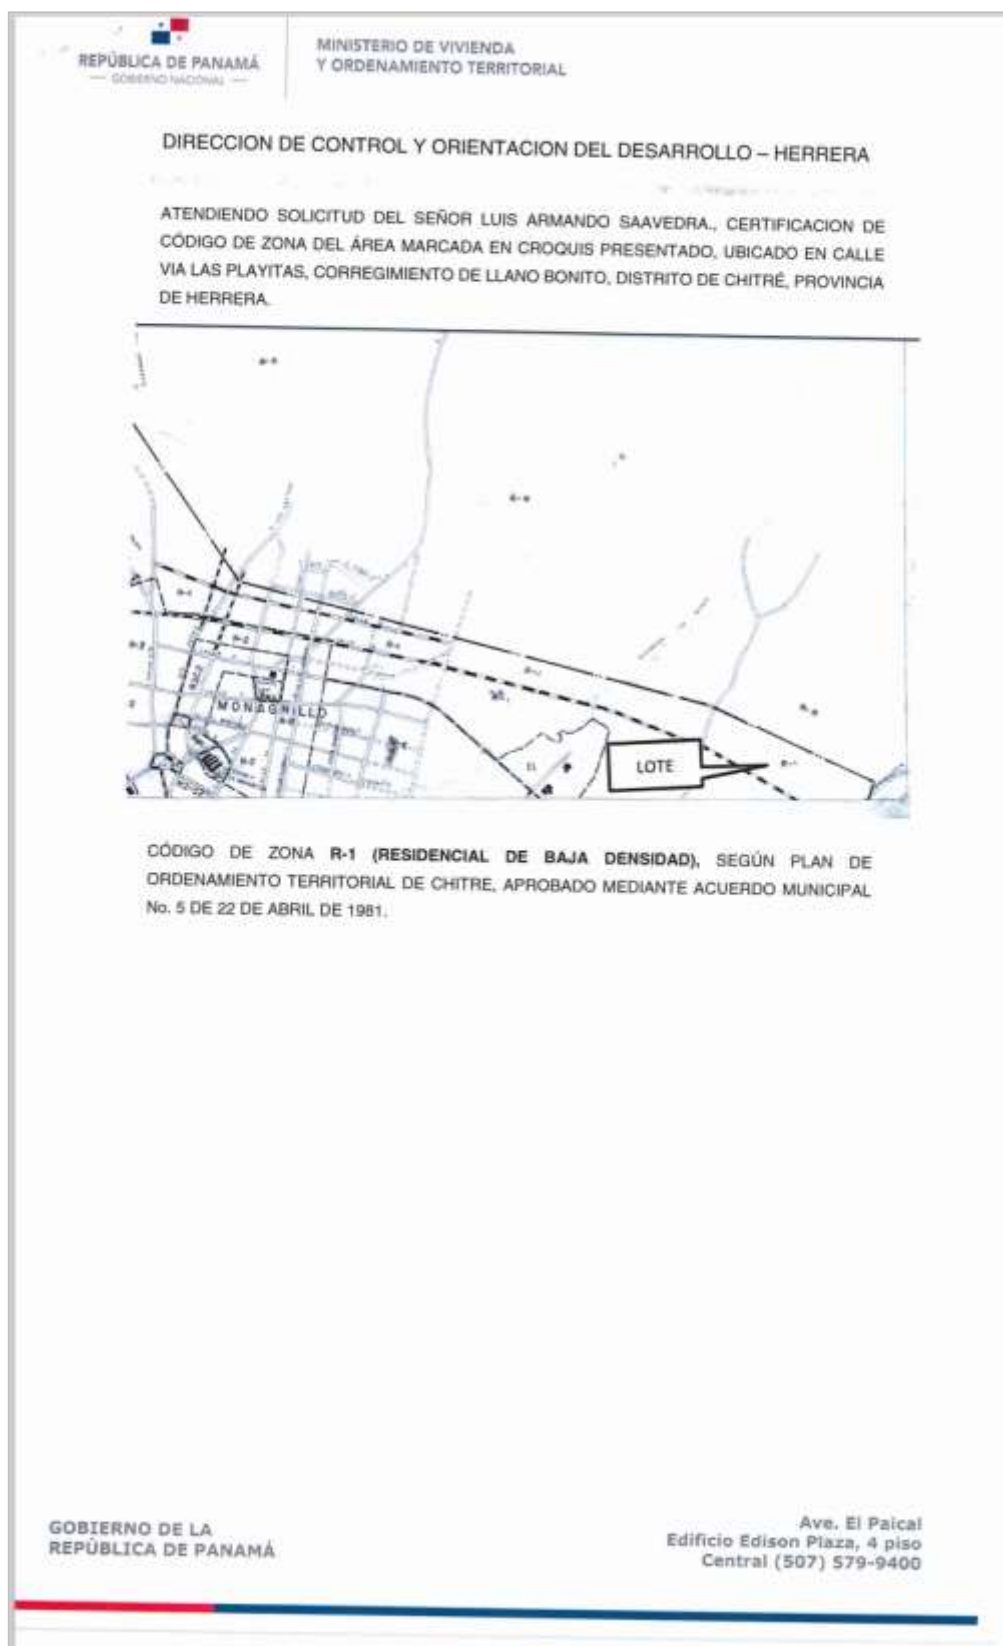 REPÚBLICA DE PANAMÁ
— GOBIERNO NACIONAL —
MINISTERIO DE VIVIENDA
Y ORDENAMIENTO TERRITORIAL
DIRECCION DE CONTROL Y ORIENTACION DEL DESARROLLO – HERRERA
ATENDIENDO SOLICITUD DEL SEÑOR LUIS ARMANDO SAAVEDRA., CERTIFICACION DE
CÓDIGO DE ZONA DEL ÁREA MARCADA EN CROQUIS PRESENTADO, UBICADO EN CALLE
VIA LAS PLAYITAS, CORREGIMIENTO DE LLANO BONITO, DISTRITO DE CHITRÉ, PROVINCIA
DE HERRERA.
MONAGRILLO
LOTE
CÓDIGO DE ZONA R-1 (RESIDENCIAL DE BAJA DENSIDAD), SEGÚN PLAN DE
ORDENAMIENTO TERRITORIAL DE CHITRE, APROBADO MEDIANTE ACUERDO MUNICIPAL
No. 5 DE 22 DE ABRIL DE 1981.
GOBIERNO DE LA
REPÚBLICA DE PANAMÁ
Ave. El Paical
Edificio Edison Plaza, 4 piso
Central (507) 579-9400